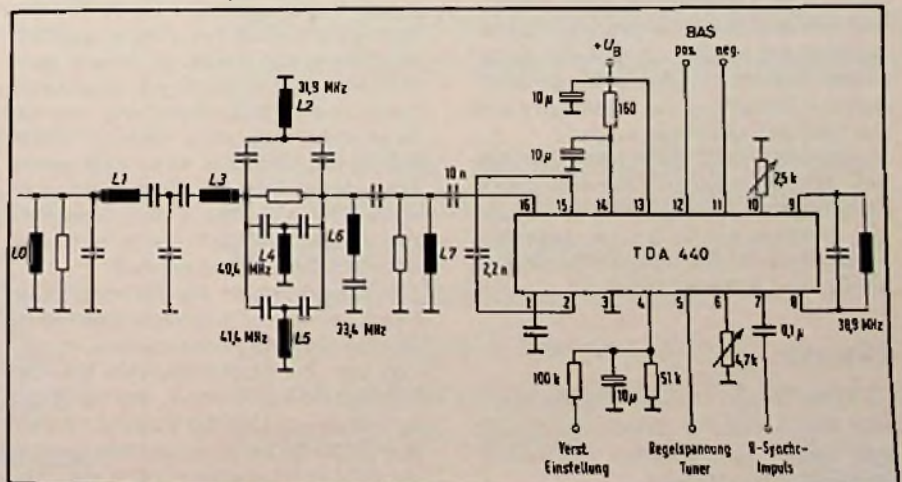 BAS
+U_B pos. neg.
31,9 MHz
L2
10 µ
160
10 µ
2,5 k
L1 L3 10 n
16 15 14 13 12 11 10 9
L0 L4 L6 L7 TDA 440
40,4 MHz 2,2 n
1 2 3 4 5 6 7 8
41,4 MHz L5 33,4 MHz 0,1 µ 38,9 MHz
100 k 10 µ 51 k 4,7 k
Verst. Regelspannung
Einstellung Tuner Impuls